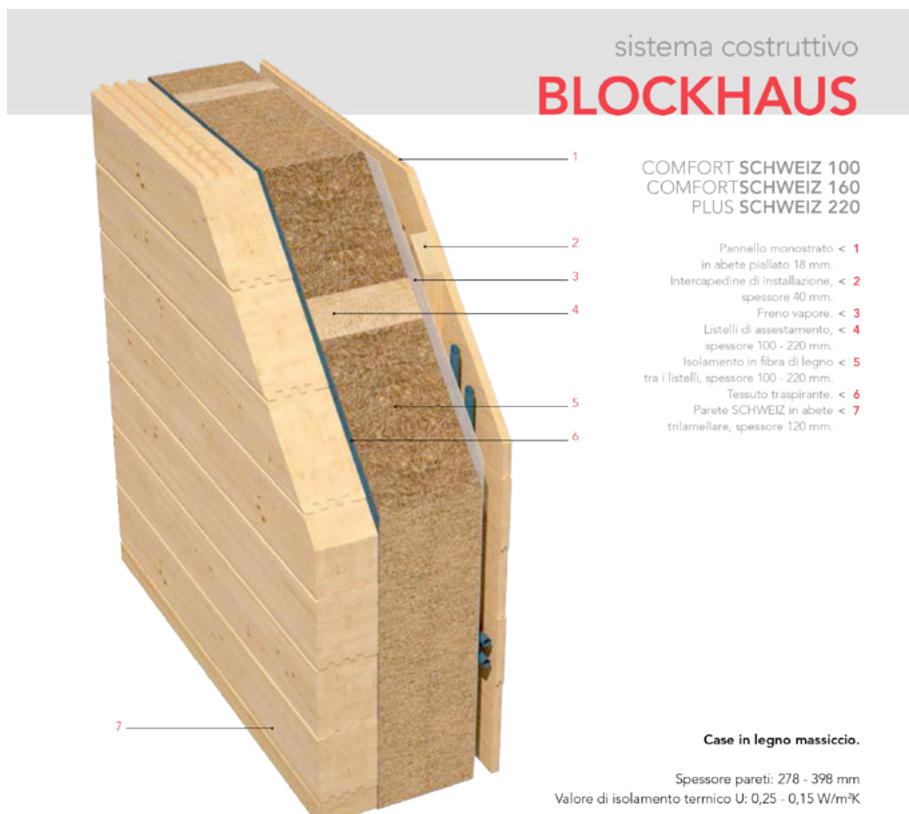 sistema costruttivo
BLOCKHAUS
COMFORT SCHWEIZ 100
COMFORTSCHWEIZ 160
PLUS SCHWEIZ 220
1
2
3
4
5
6
7
Pannello monostrato < 1
in abete piallato 18 mm.
Intercapedine di installazione, < 2
spessore 40 mm.
Freno vapore. < 3
Listelli di assestamento, < 4
spessore 100 - 220 mm.
Isolamento in fibra di legno < 5
tra i listelli, spessore 100 - 220 mm.
Tessuto traspirante. < 6
Parete SCHWEIZ in abete < 7
trilamellare, spessore 120 mm.
Case in legno massiccio.
Spessore pareti: 278 - 398 mm
Valore di isolamento termico U: 0,25 - 0,15 W/m²K